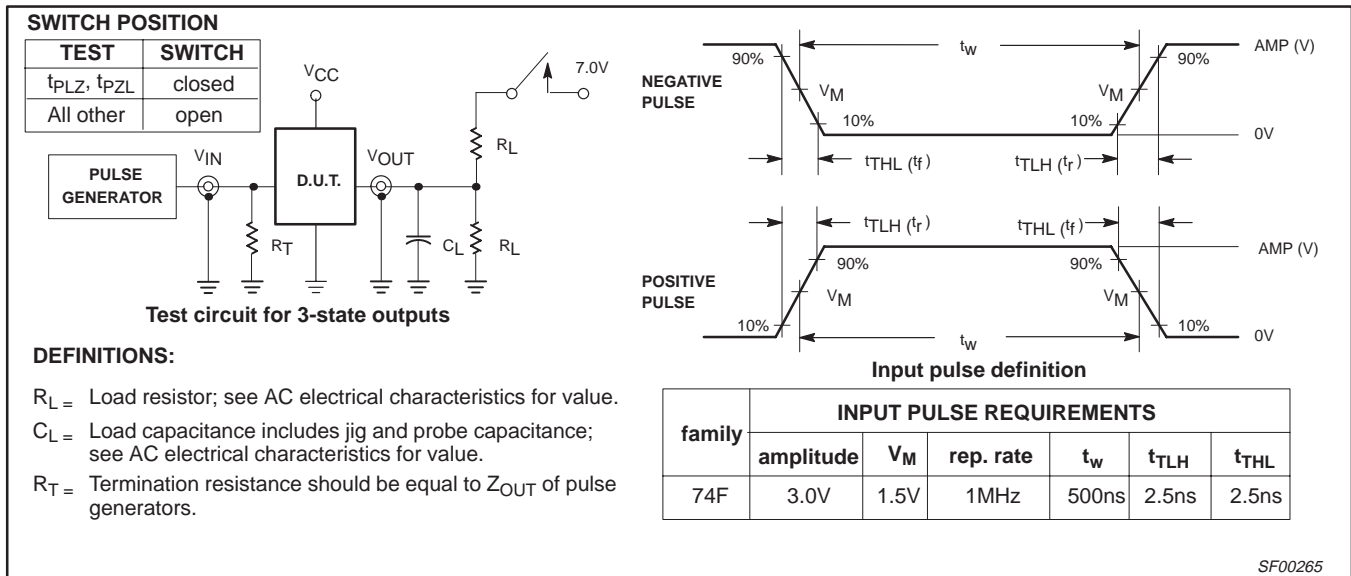 SWITCH POSITION
TEST SWITCH
tPLZ, tPZL closed
All other open
VCC
7.0V
RL
VIN
VOUT
PULSE
GENERATOR
D.U.T.
RT
CL
RL
Test circuit for 3-state outputs
DEFINITIONS:
RL = Load resistor; see AC electrical characteristics for value.
CL = Load capacitance includes jig and probe capacitance;
see AC electrical characteristics for value.
RT = Termination resistance should be equal to ZOUT of pulse
generators.
NEGATIVE
PULSE
90%
tw
90%
AMP (V)
VM
VM
10%
10%
0V
tTHL (tf)
tTLH (tr)
tTLH (tr)
tTHL (tf)
AMP (V)
90%
90%
POSITIVE
PULSE
VM
VM
10%
10%
tw
0V
Input pulse definition
family
INPUT PULSE REQUIREMENTS
amplitude VM rep. rate tw tTLH tTHL
74F 3.0V 1.5V 1MHz 500ns 2.5ns 2.5ns
SF00265